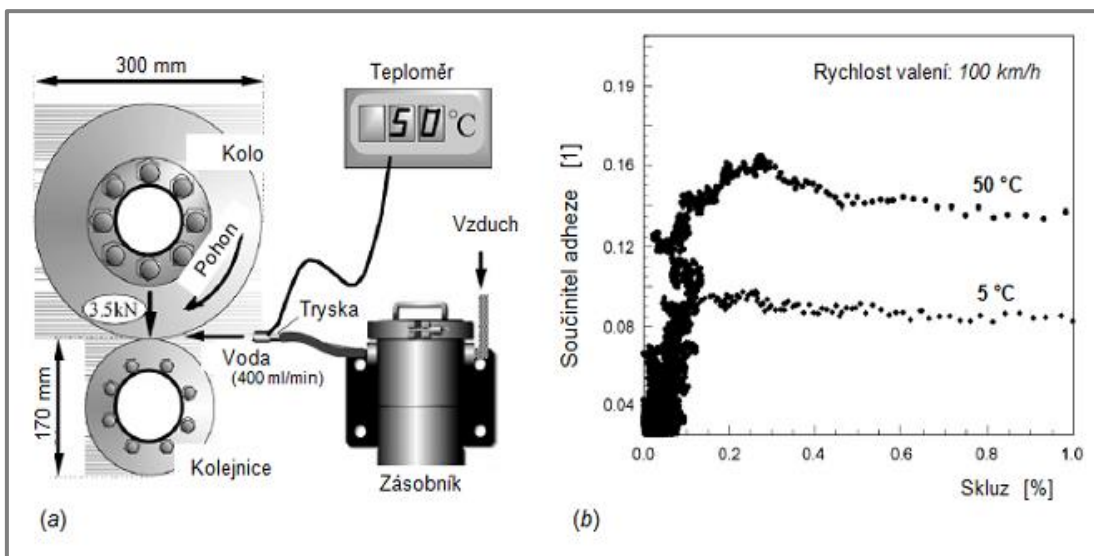 300 mm
Teploměr
50 °C
Kolo
Pohon
Vzduch
3.5kN
Tryska
Voda
(400 ml/min)
170 mm
Kolejnice
Zásobník
(a)
Rychlost valení: 100 km/h
Součinitel adheze [1]
0.19
0.16
0.12
0.08
0.04
50 °C
5 °C
0.0 0.2 0.4 0.6 0.8 1.0
Skluz [%]
(b)